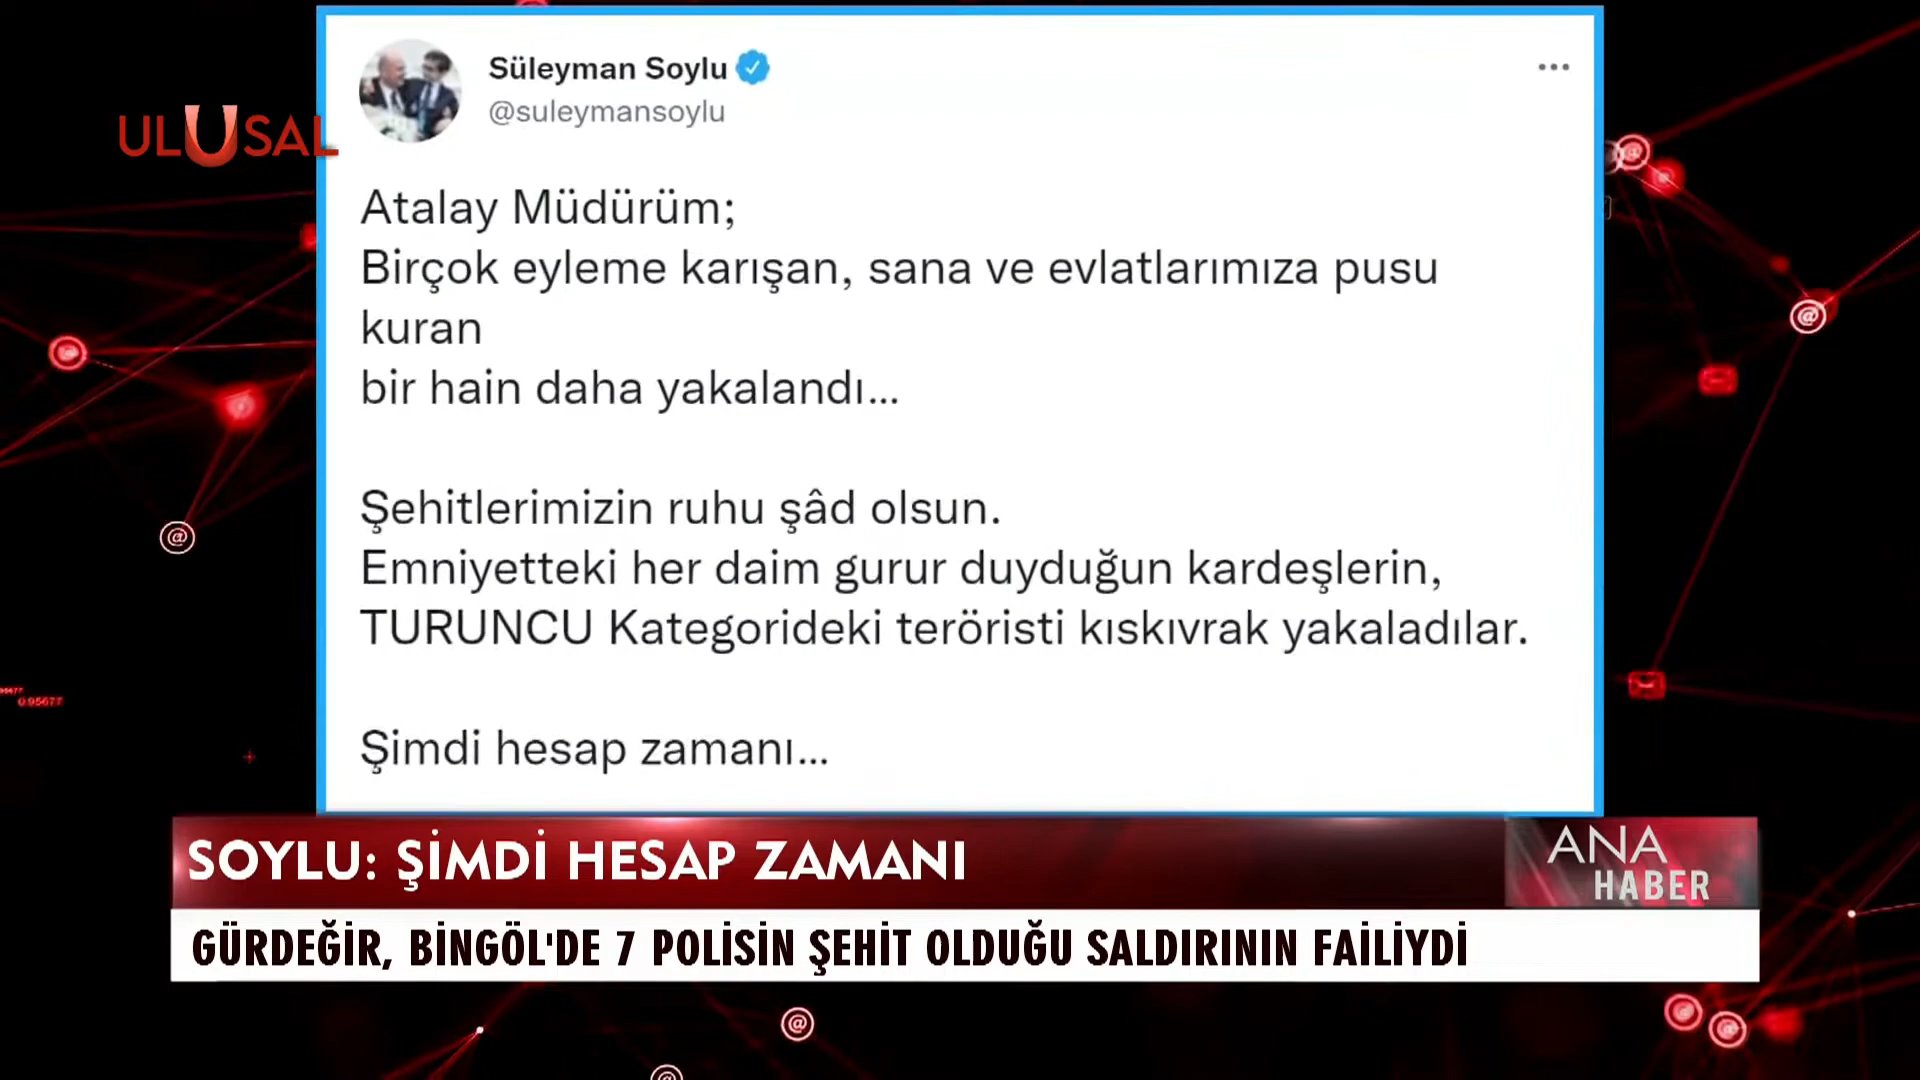 Süleyman Soylu
@suleymansoylu
ULUSAL
Atalay Müdürüm;
Birçok eyleme karışan, sana ve evlatlarımıza pusu
kuran
bir hain daha yakalandı...
Şehitlerimizin ruhu şâd olsun.
Emniyetteki her daim gurur duyduğun kardeşlerin,
TURUNCU Kategorideki teröristi kıskıvrak yakaladılar.
0.95677
Şimdi hesap zamanı...
SOYLU: ŞİMDİ HESAP ZAMANI
ANA
HABER
GÜRDEĞİR, BİNGÖL'DE 7 POLİSİN ŞEHİT OLDUĞU SALDIRININ FAİLİYDİ